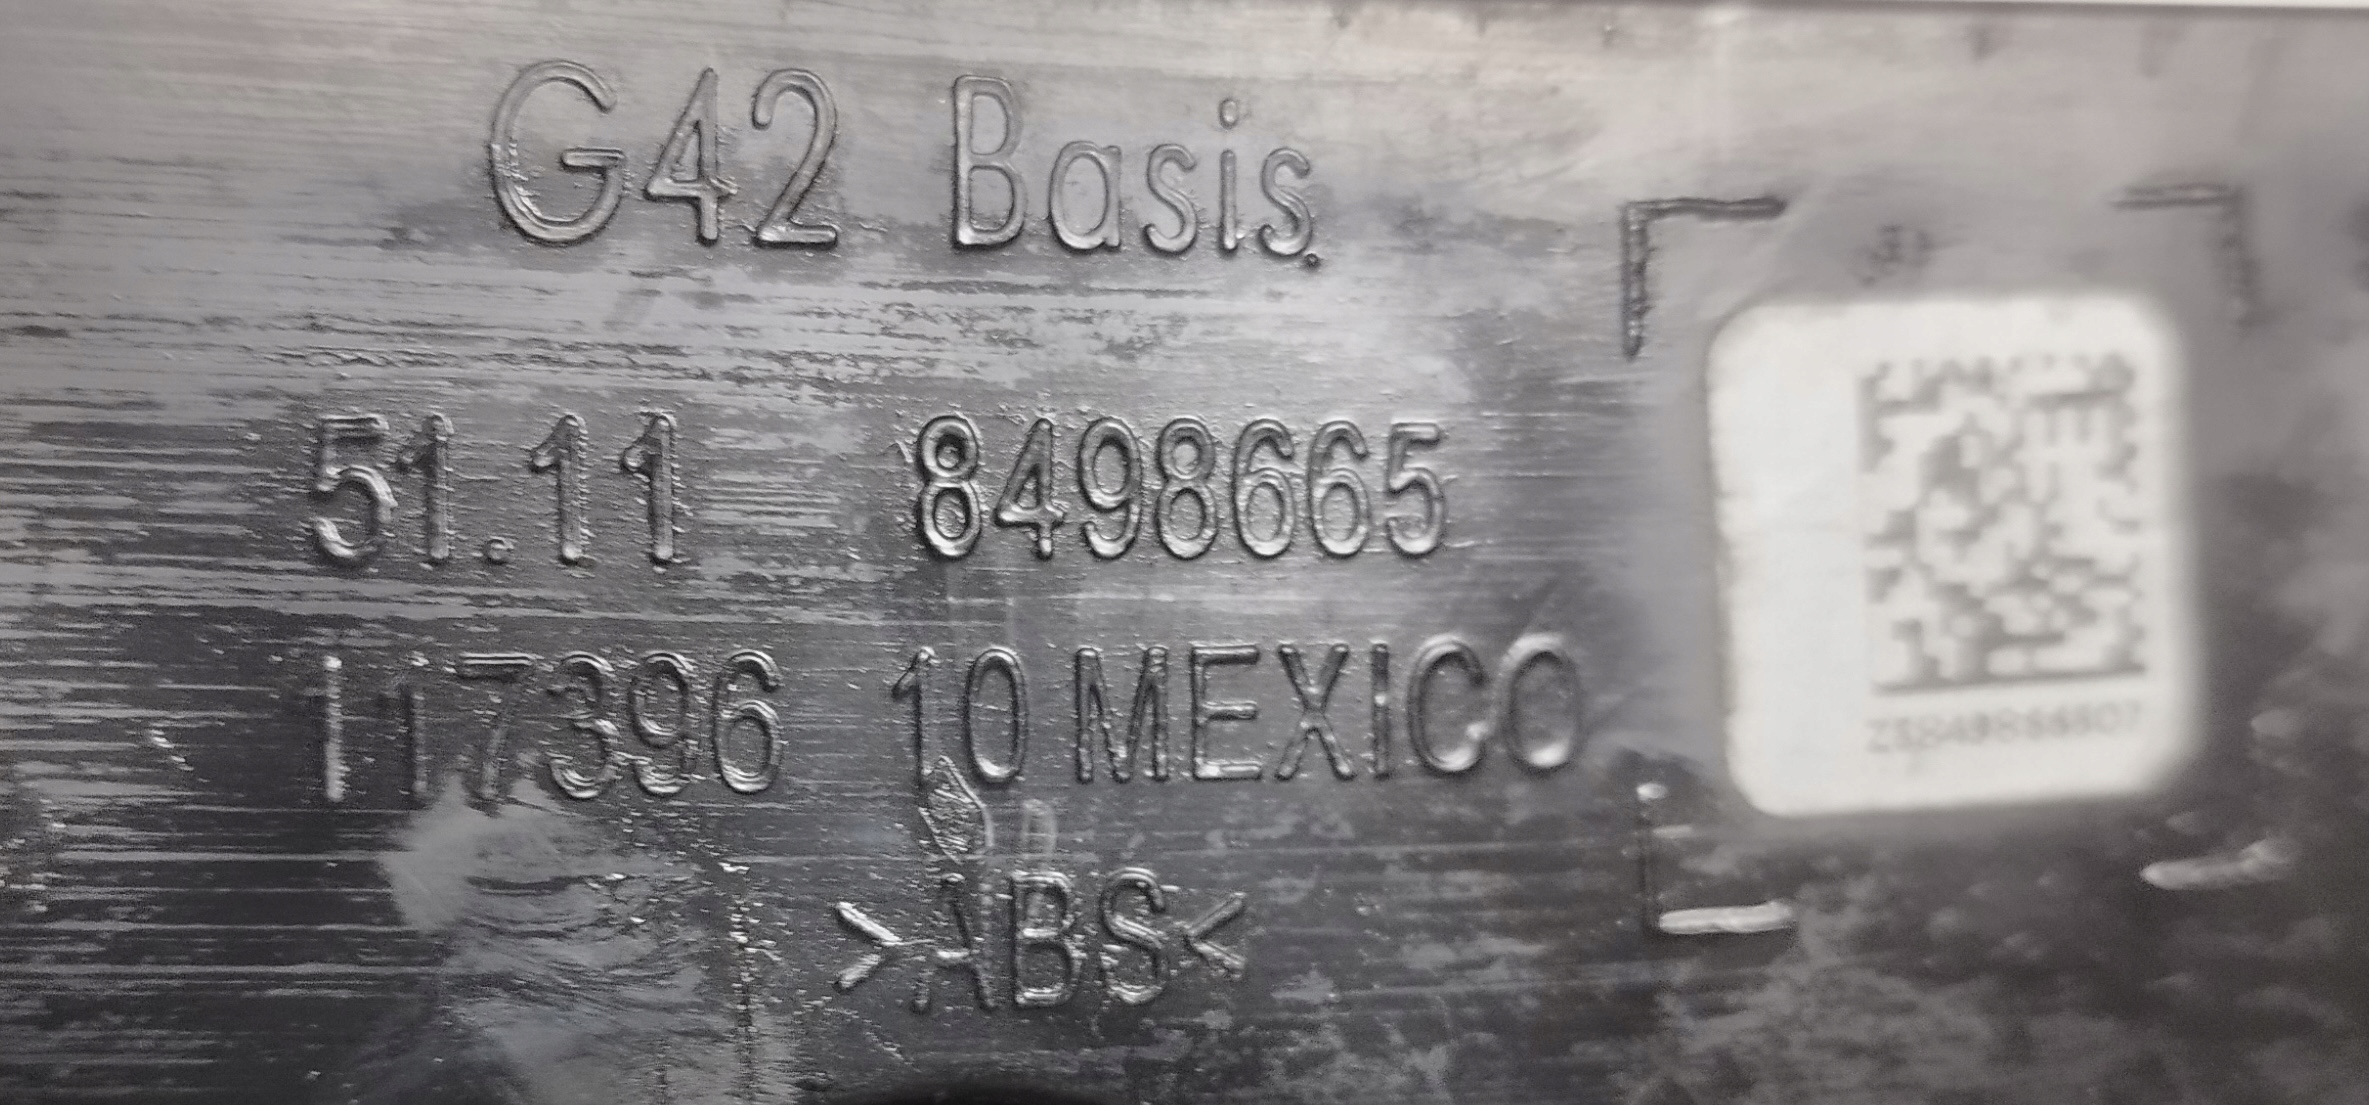 G42 Basis
51.11 8498665
117396 10 MEXICO
>ABS<